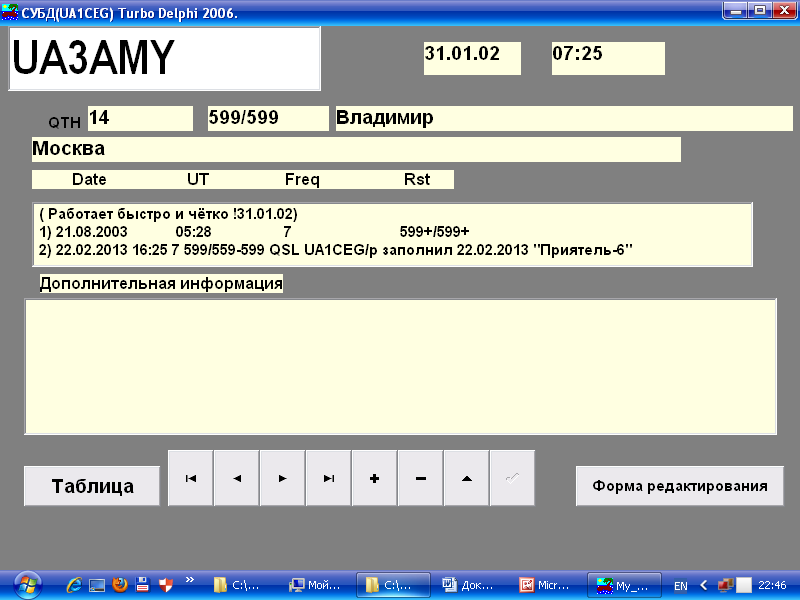 СУБД(UA1CEG) Turbo Delphi 2006.
UA3AMY 31.01.02 07:25
QTH 14 599/599 Владимир
Москва
Date UT Freq Rst
( Работает быстро и чётко !31.01.02)
1) 21.08.2003 05:28 7 599+/599+
2) 22.02.2013 16:25 7 599/559-599 QSL UA1CEG/p заполнил 22.02.2013 "Приятель-6"
Дополнительная информация
Таблица Форма редактирования
C:\... Мой... C:\... Док... Micr... My_... EN 22:46